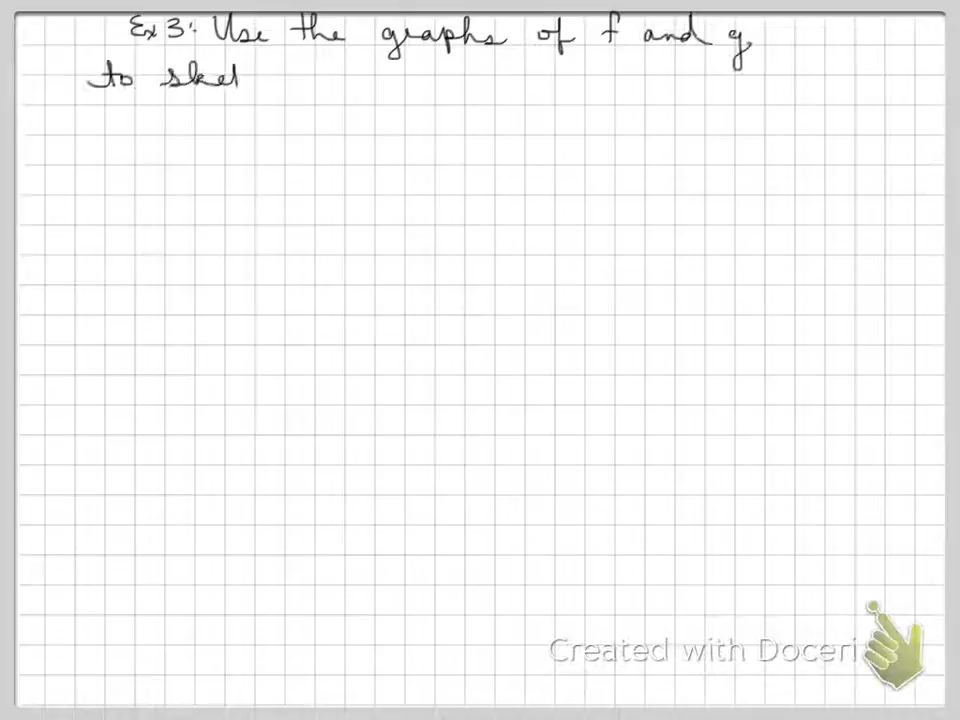 Ex 3: Use the graphs of f and g
to sket
Created with Doceri